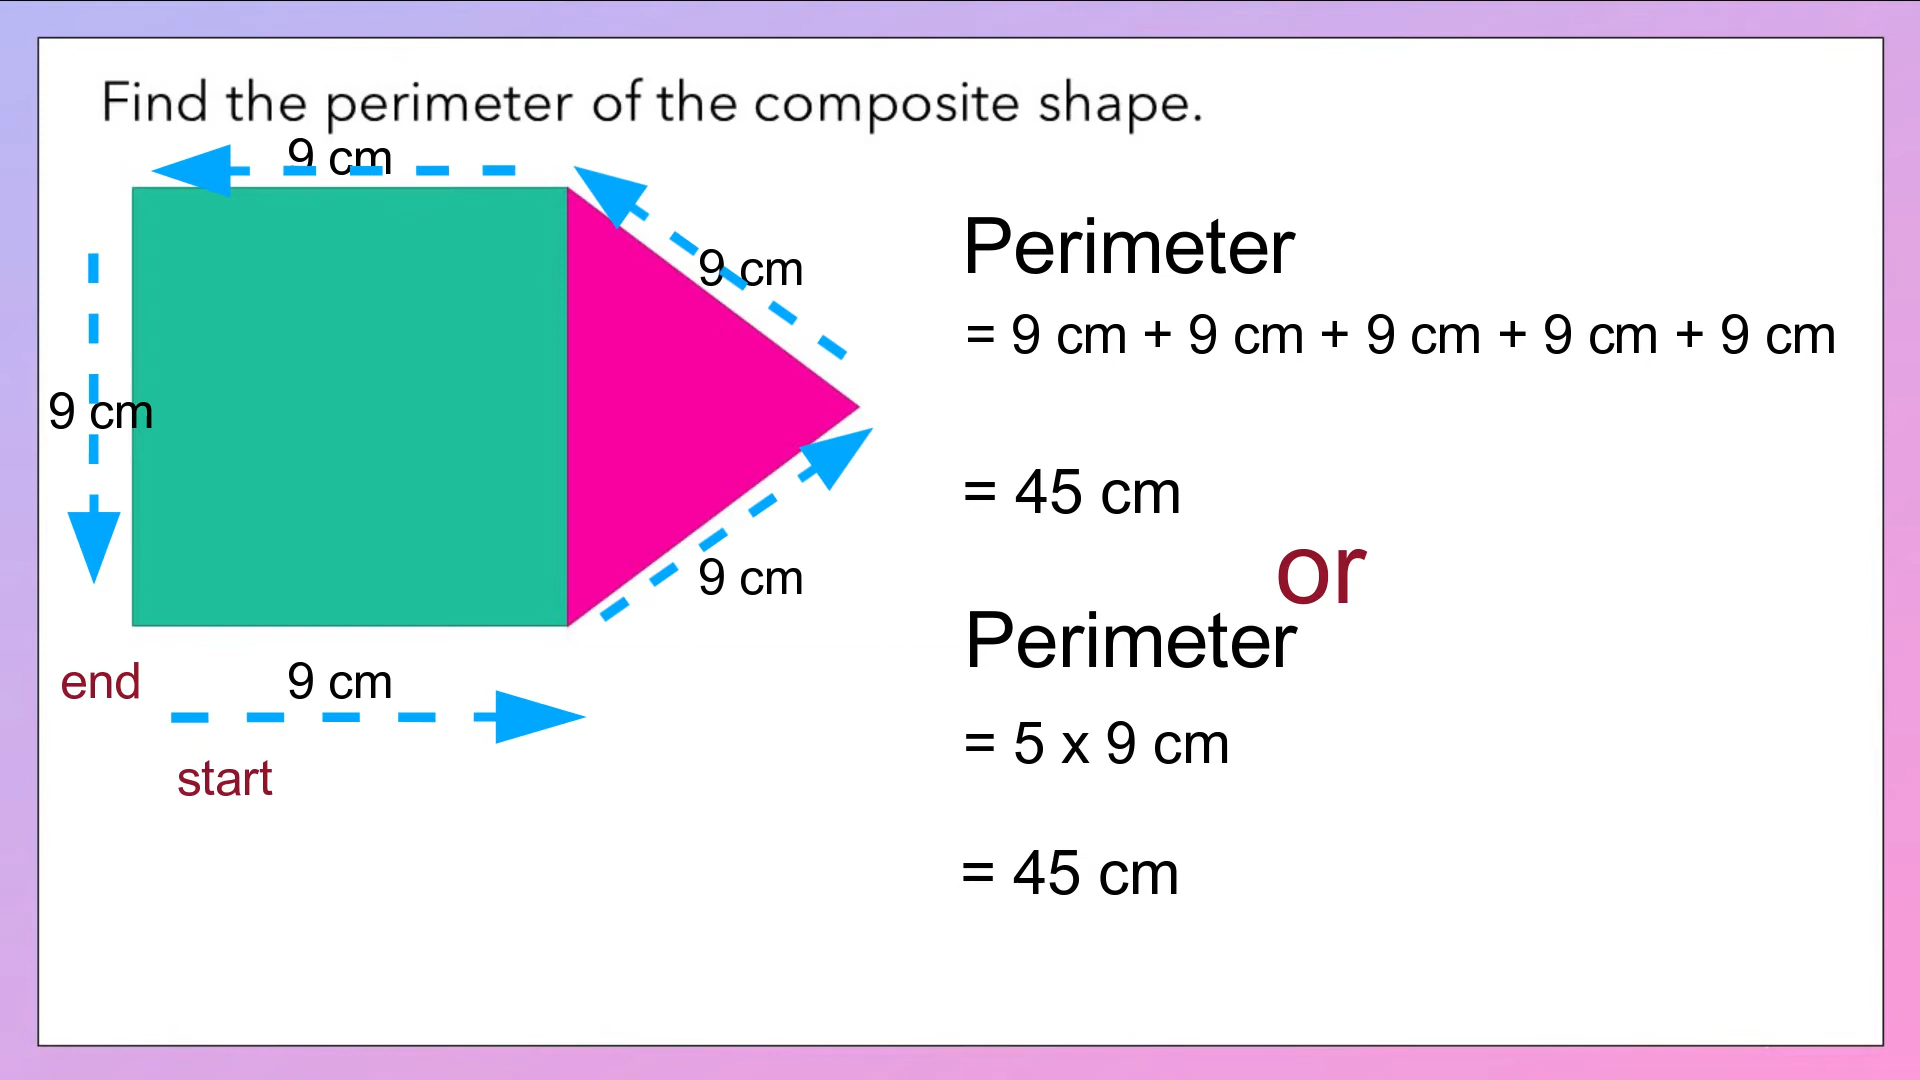 Find the perimeter of the composite shape.
9 cm
9 cm
9 cm
9 cm
end
9 cm
start
Perimeter
= 9 cm + 9 cm + 9 cm + 9 cm + 9 cm
= 45 cm
or
Perimeter
= 5 x 9 cm
= 45 cm